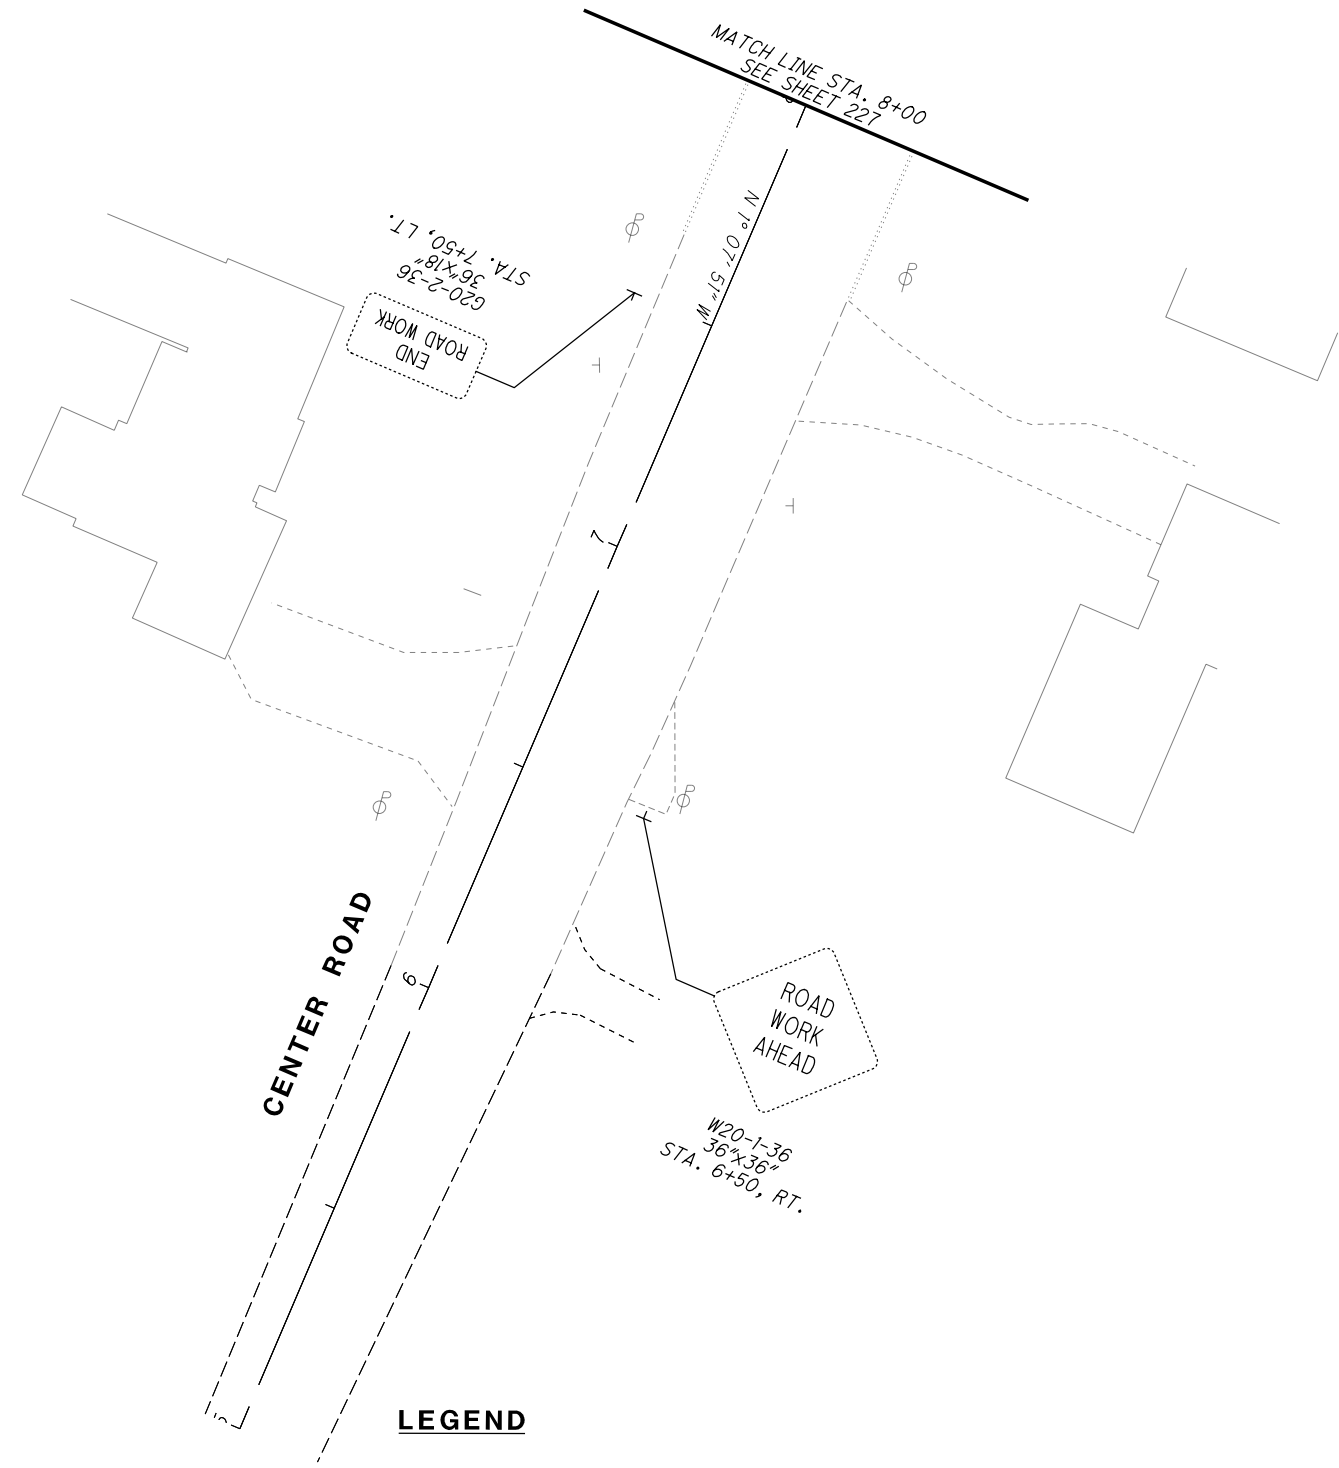 MATCH LINE STA. 8+00
SEE SHEET 227
N 1° 07' 51" W
STA. 7+50, LT.
36"x18"
G20-2-36
END
ROAD WORK
7
6
CENTER ROAD
ROAD
WORK
AHEAD
W20-1-36
36"x36"
STA. 6+50, RT.
5
LEGEND